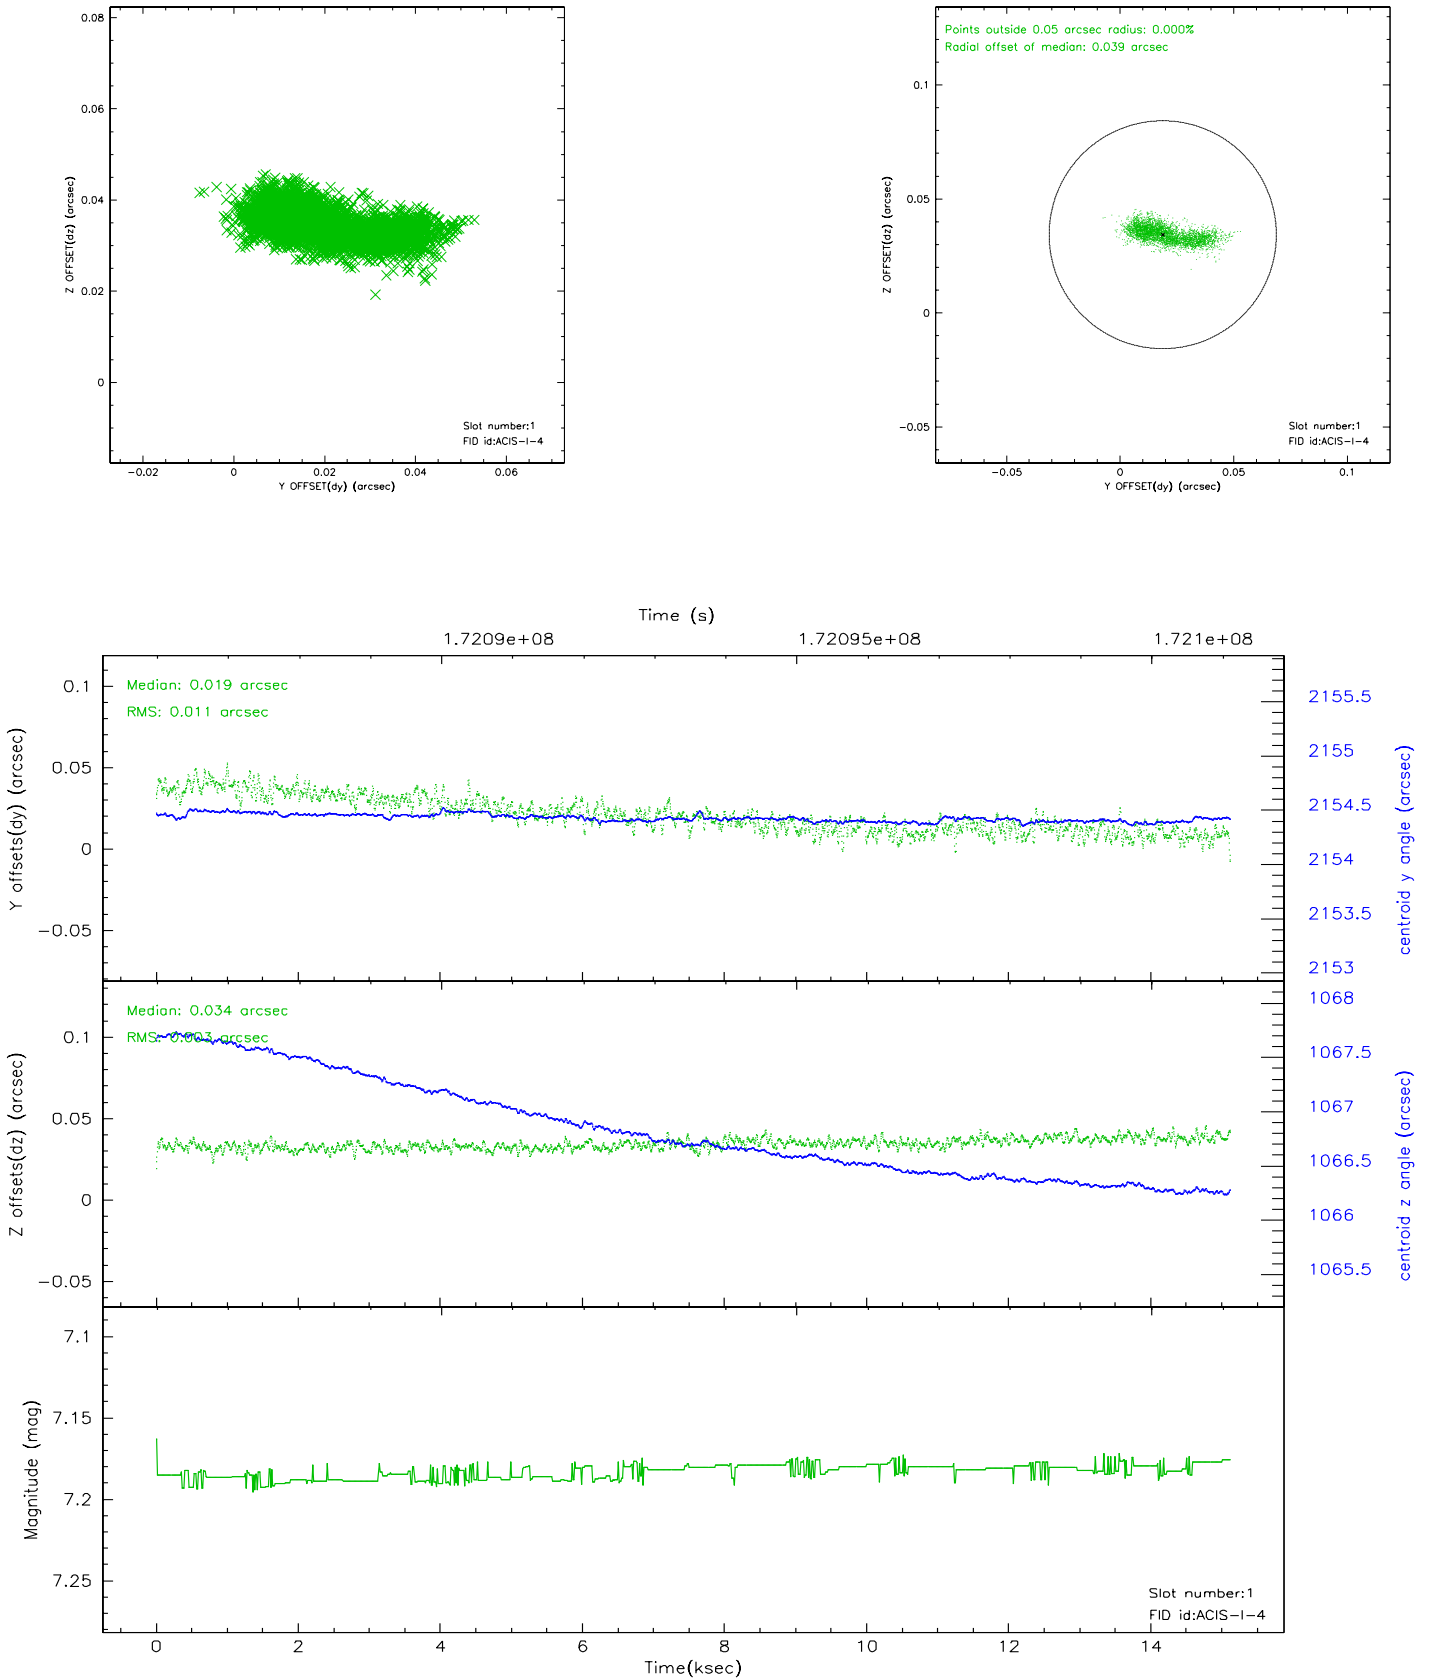 0.08
0.06
0.04
0.02
0
Z OFFSET(dz) (arcsec)
Slot number:1
FID id:ACIS-I-4
-0.02 0 0.02 0.04 0.06
Y OFFSET(dy) (arcsec)
Points outside 0.05 arcsec radius: 0.000%
Radial offset of median: 0.039 arcsec
0.1
0.05
0
-0.05
Z OFFSET(dz) (arcsec)
Slot number:1
FID id:ACIS-I-4
-0.05 0 0.05 0.1
Y OFFSET(dy) (arcsec)
Time (s)
1.7209e+08 1.72095e+08 1.721e+08
Median: 0.019 arcsec
RMS: 0.011 arcsec
0.1
0.05
0
-0.05
Y offsets(dy) (arcsec)
2155.5
2155
2154.5
2154
2153.5
2153
centroid y angle (arcsec)
Median: 0.034 arcsec
RMS: 0.003 arcsec
0.1
0.05
0
-0.05
Z offsets(dz) (arcsec)
1068
1067.5
1067
1066.5
1066
1065.5
centroid z angle (arcsec)
7.1
7.15
7.2
7.25
Magnitude (mag)
Slot number:1
FID id:ACIS-I-4
0 2 4 6 8 10 12 14
Time(ksec)